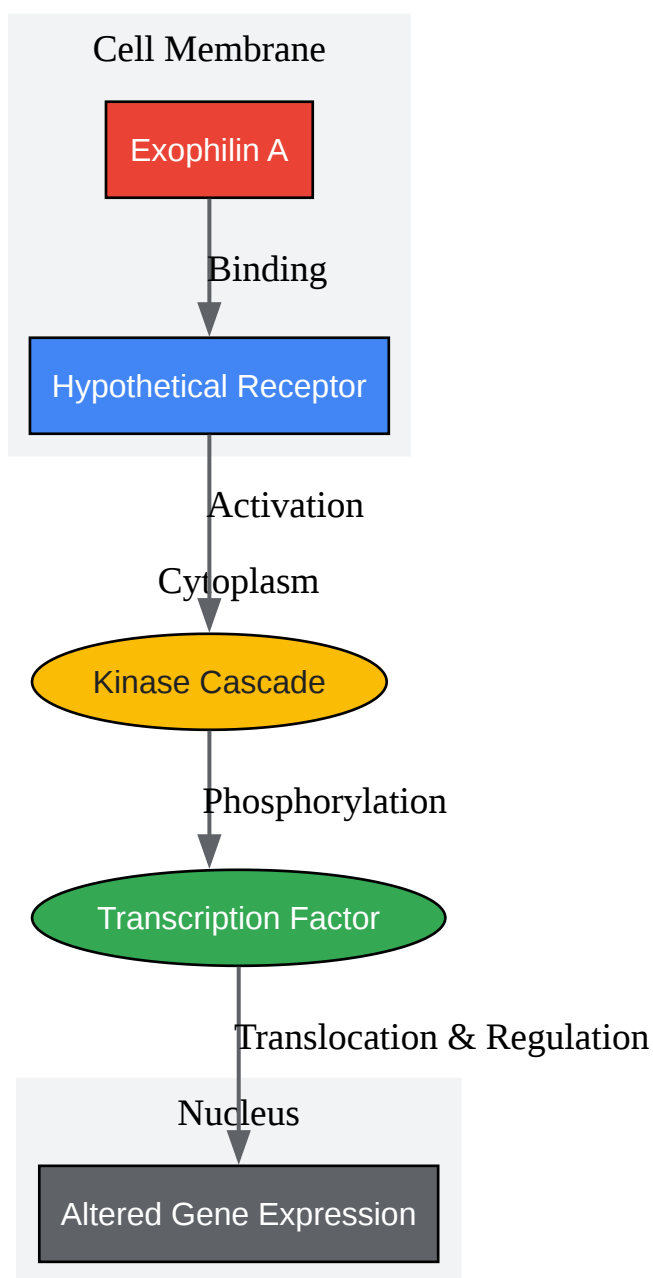 Cell Membrane
Exophilin A
Binding
Hypothetical Receptor
Activation
Cytoplasm
Kinase Cascade
Phosphorylation
Transcription Factor
Translocation & Regulation
Nucleus
Altered Gene Expression